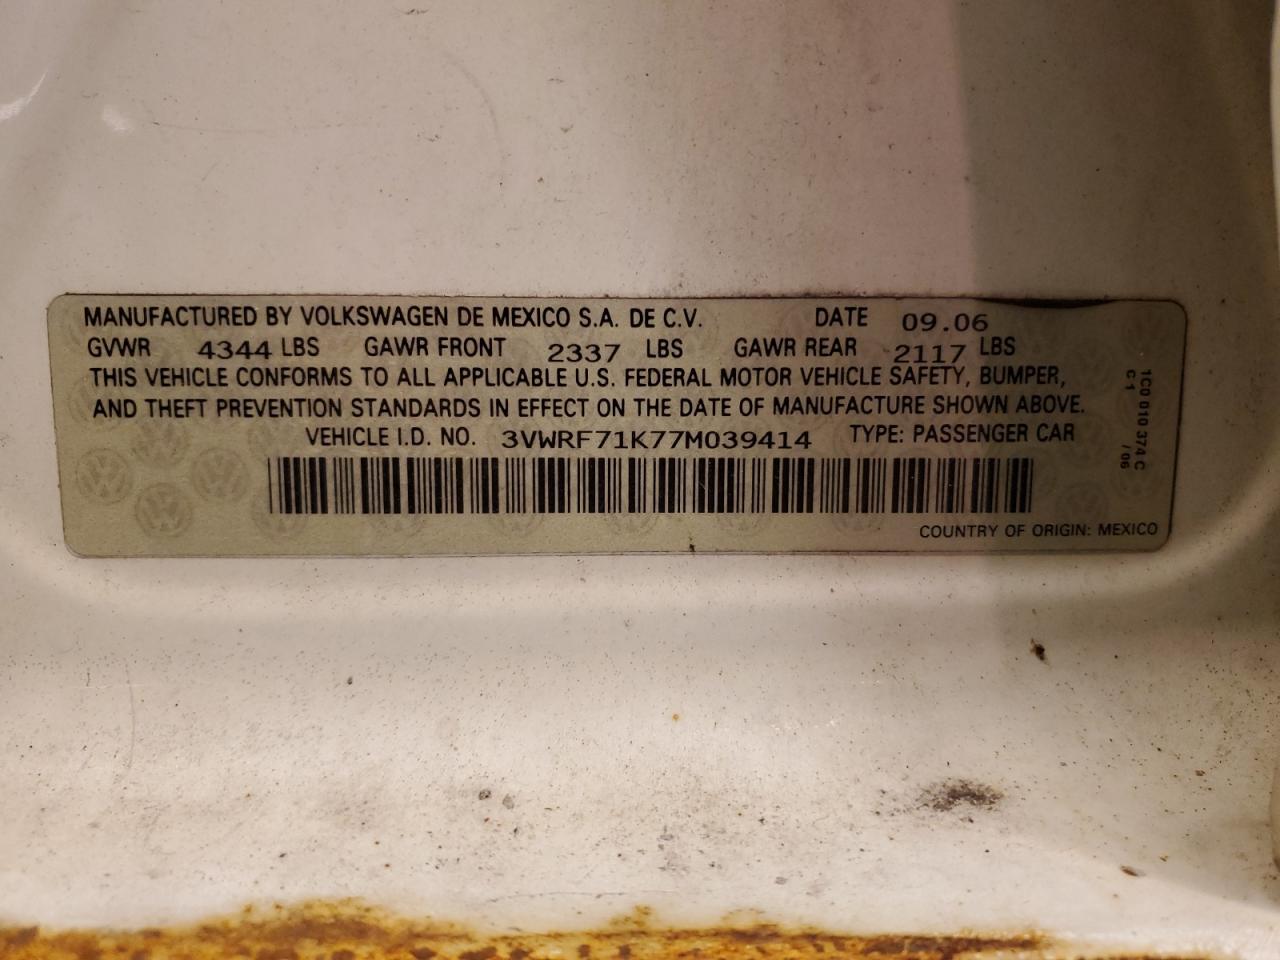 MANUFACTURED BY VOLKSWAGEN DE MEXICO S.A. DE C.V. DATE 09.06
GVWR 4344 LBS GAWR FRONT 2337 LBS GAWR REAR 2117 LBS
THIS VEHICLE CONFORMS TO ALL APPLICABLE U.S. FEDERAL MOTOR VEHICLE SAFETY, BUMPER,
AND THEFT PREVENTION STANDARDS IN EFFECT ON THE DATE OF MANUFACTURE SHOWN ABOVE.
VEHICLE I.D. NO. 3VWRF71K77M039414 TYPE: PASSENGER CAR
COUNTRY OF ORIGIN: MEXICO
1C0 010 374 C
C 1 /06